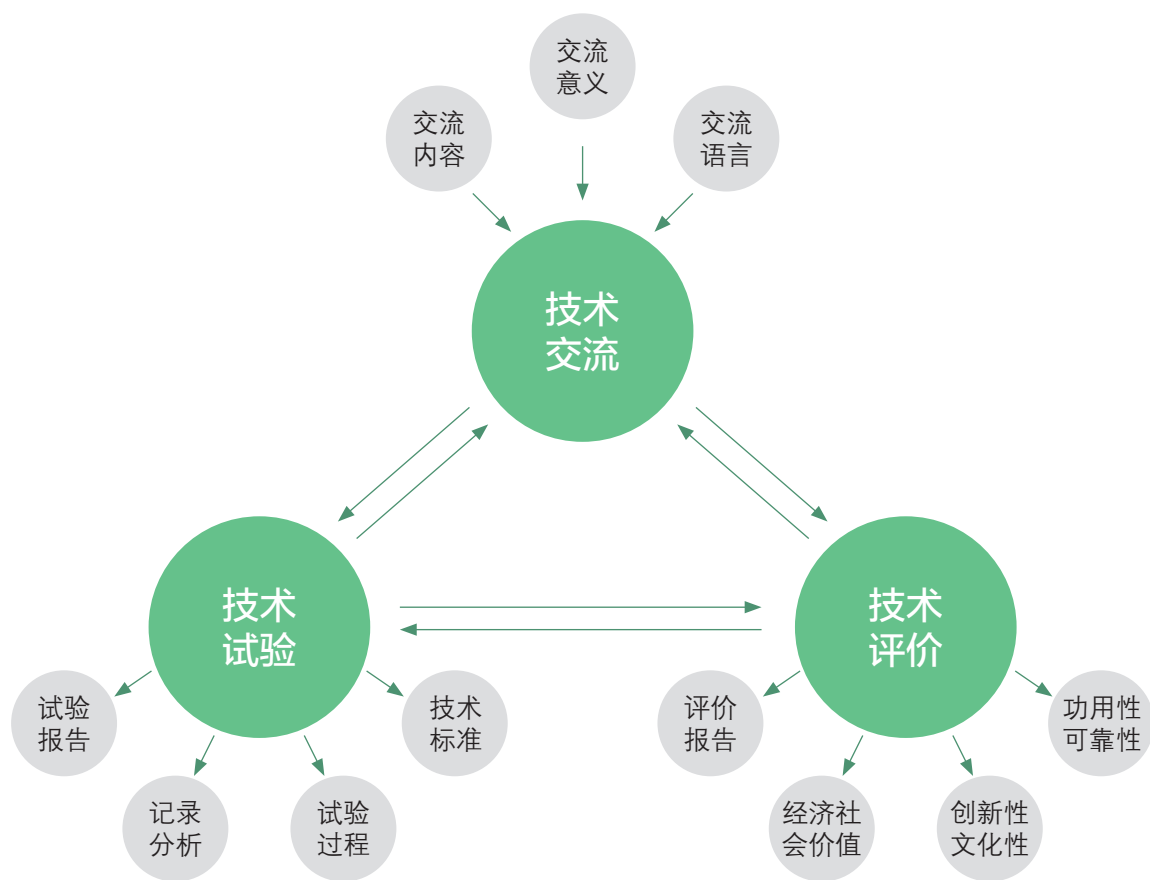 交流
意义
交流
内容
交流
语言
技术
交流
技术
试验
技术
评价
试验
报告
技术
标准
评价
报告
功用性
可靠性
记录
分析
试验
过程
经济社
会价值
创新性
文化性